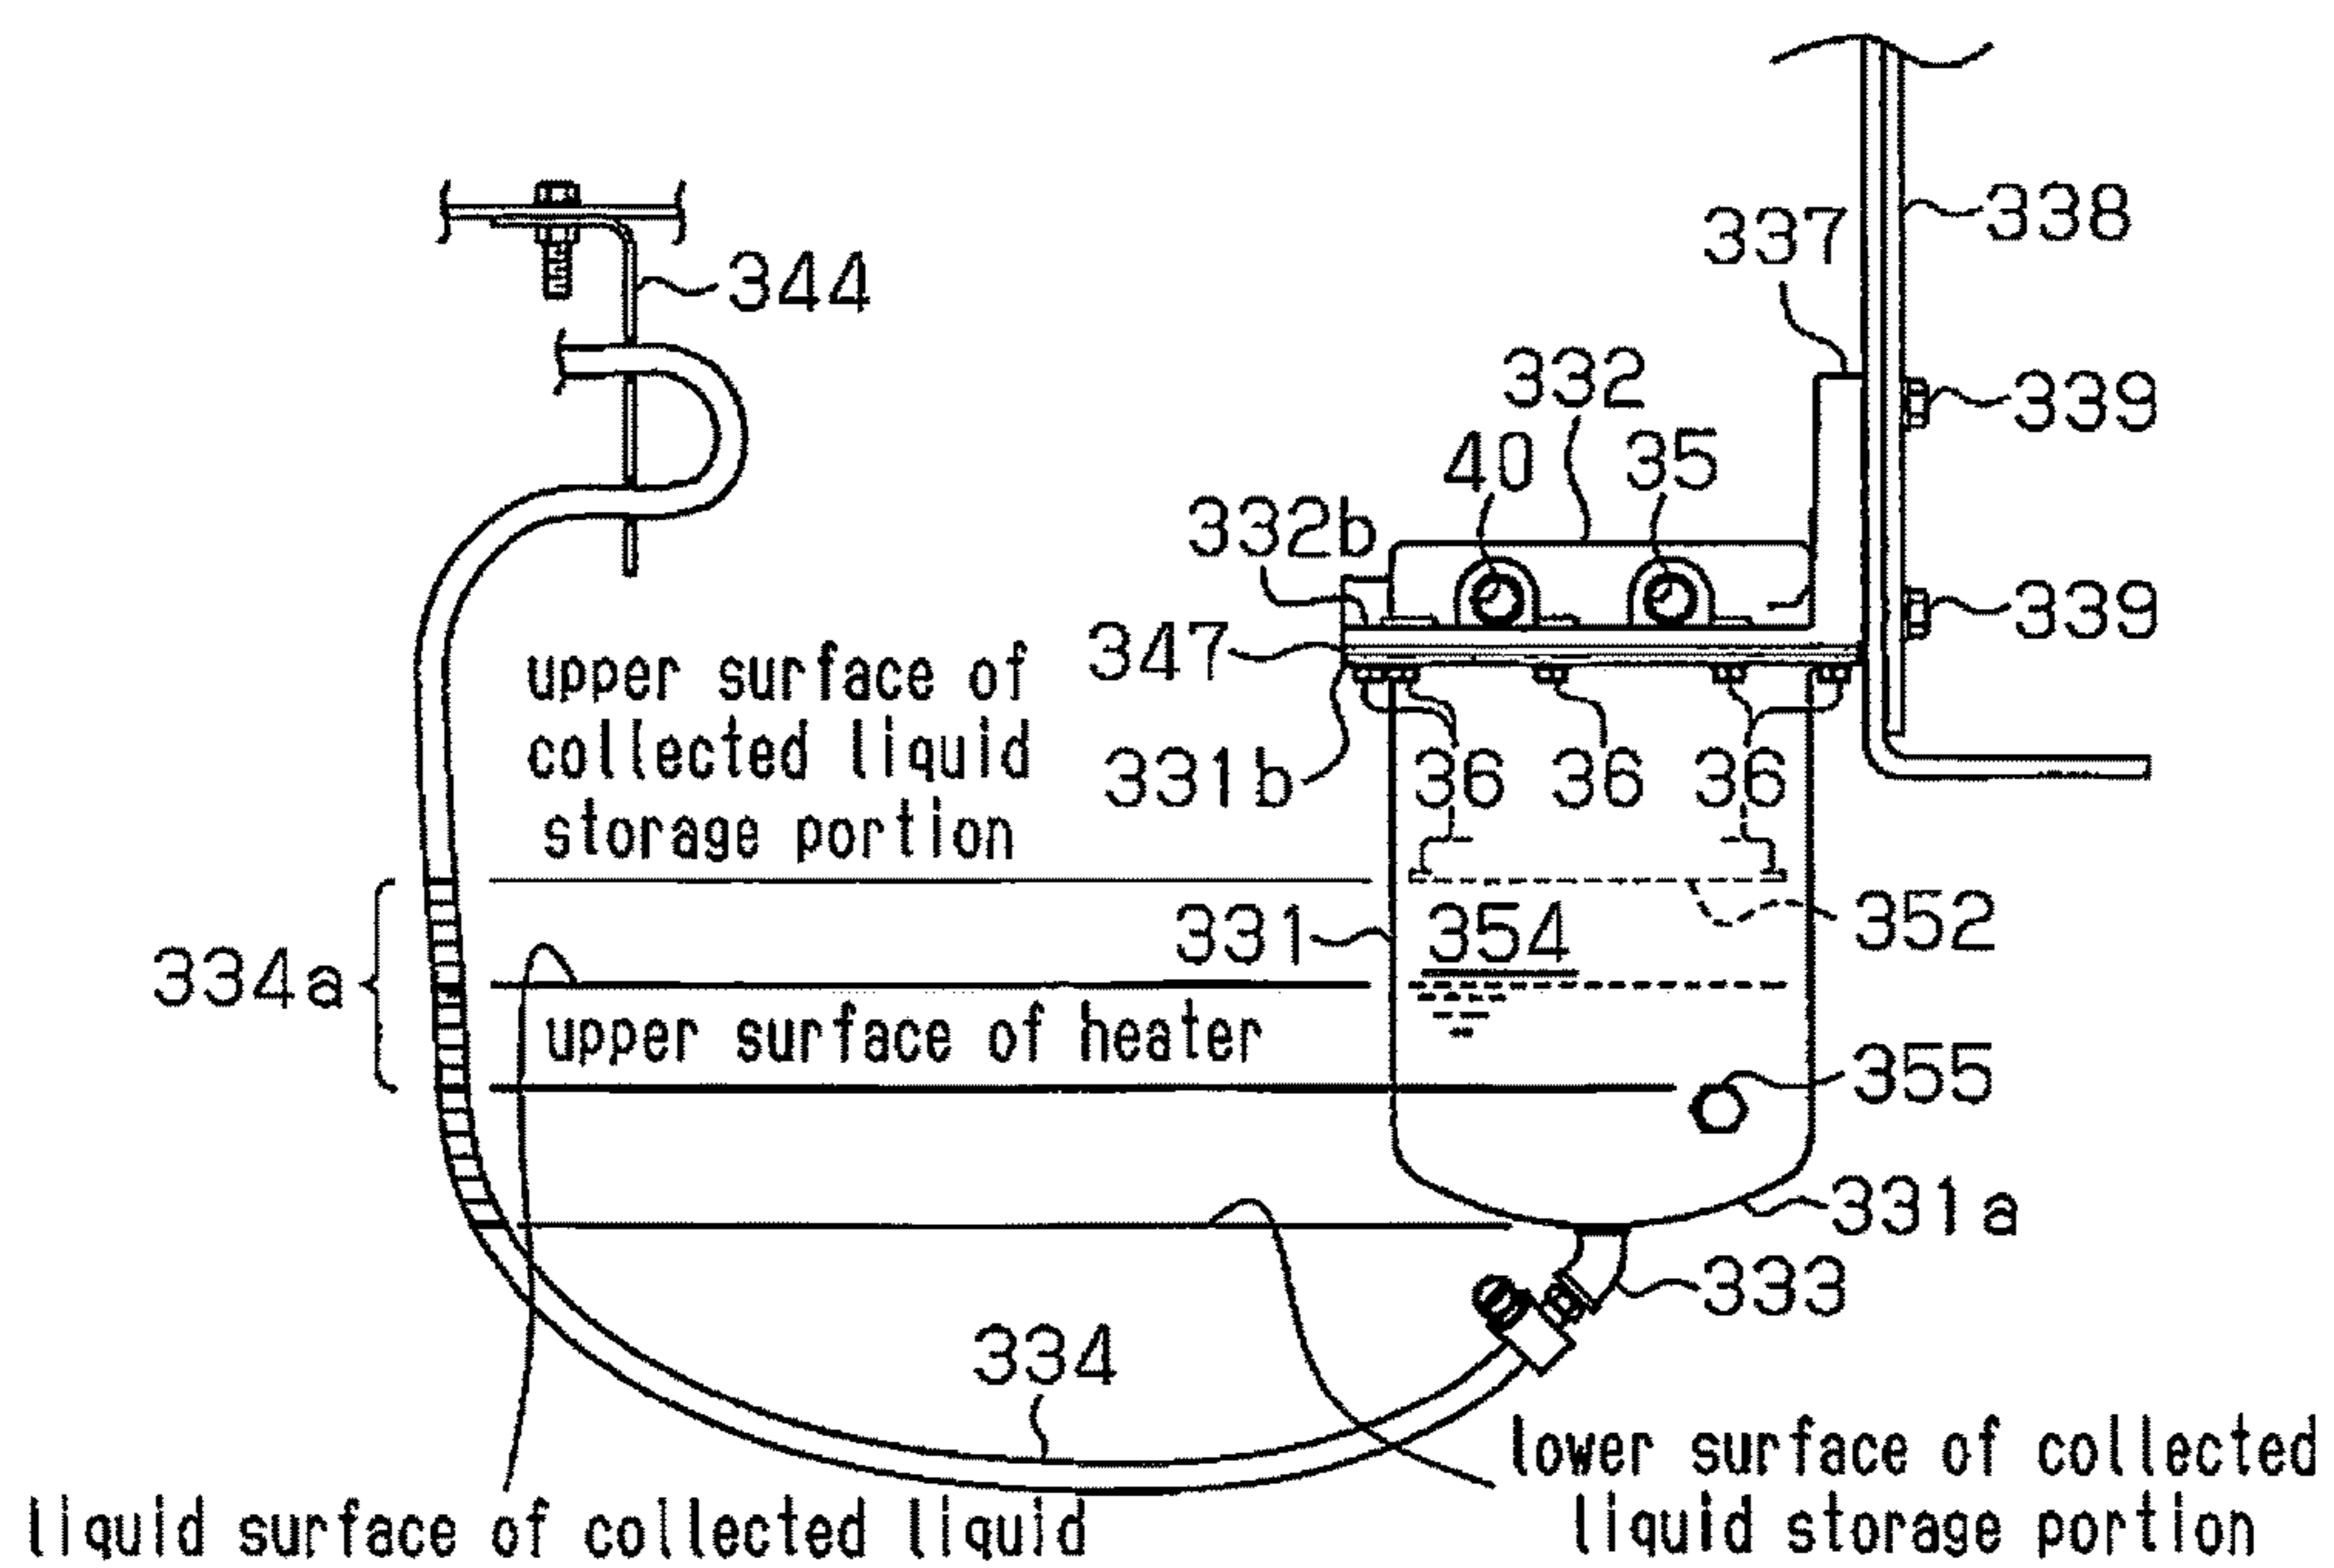 338
337
344
332
339
40
35
332b
339
347
upper surface of
collected liquid
storage portion
331b
36
36
36
331
354
352
334a
upper surface of heater
355
331a
333
334
lower surface of collected
liquid storage portion
liquid surface of collected liquid